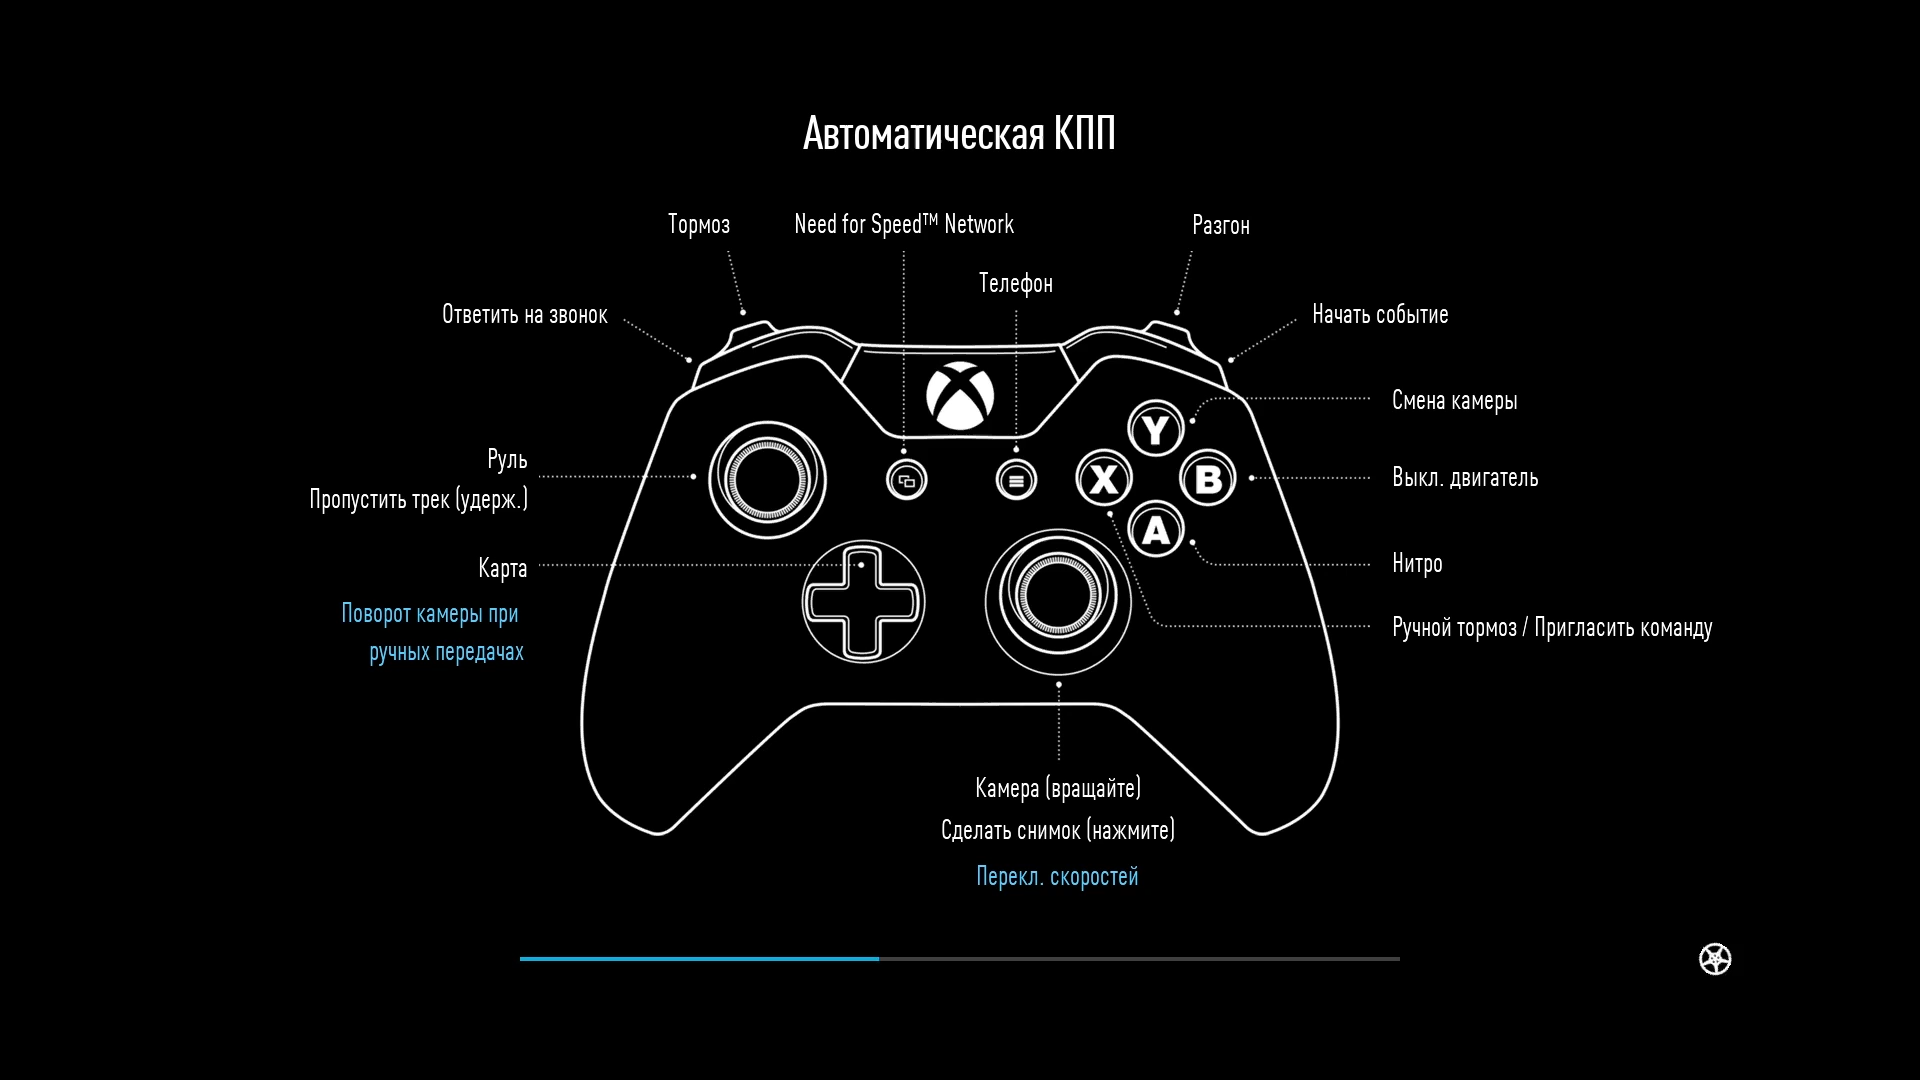 Автоматическая КПП
Тормоз
Need for Speed™ Network
Разгон
Телефон
Ответить на звонок
Начать событие
Смена камеры
Руль
Пропустить трек (удерж.)
Выкл. двигатель
Y
X
B
A
Карта
Нитро
Поворот камеры при
ручных передачах
Ручной тормоз / Пригласить команду
Камера (вращайте)
Сделать снимок (нажмите)
Перекл. скоростей